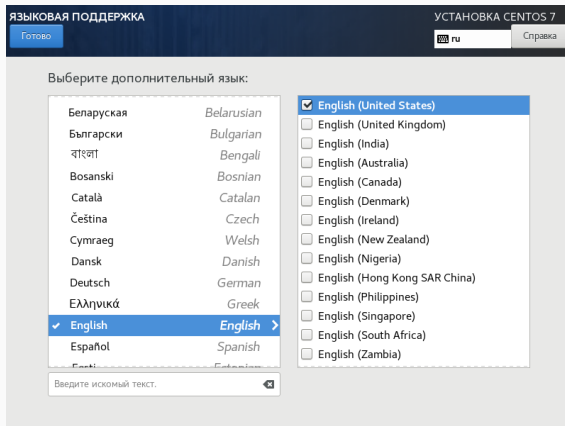 ЯЗЫКОВАЯ ПОДДЕРЖКА
УСТАНОВКА CENTOS 7
Готово
ru
Справка
Выберите дополнительный язык:
Беларуская Belarusian
Български Bulgarian
বাংলা Bengali
Bosanski Bosnian
Català Catalan
Čeština Czech
Cymraeg Welsh
Dansk Danish
Deutsch German
Ελληνικά Greek
English English
Español Spanish
Eesti Estonian
Введите искомый текст.
English (United States)
English (United Kingdom)
English (India)
English (Australia)
English (Canada)
English (Denmark)
English (Ireland)
English (New Zealand)
English (Nigeria)
English (Hong Kong SAR China)
English (Philippines)
English (Singapore)
English (South Africa)
English (Zambia)